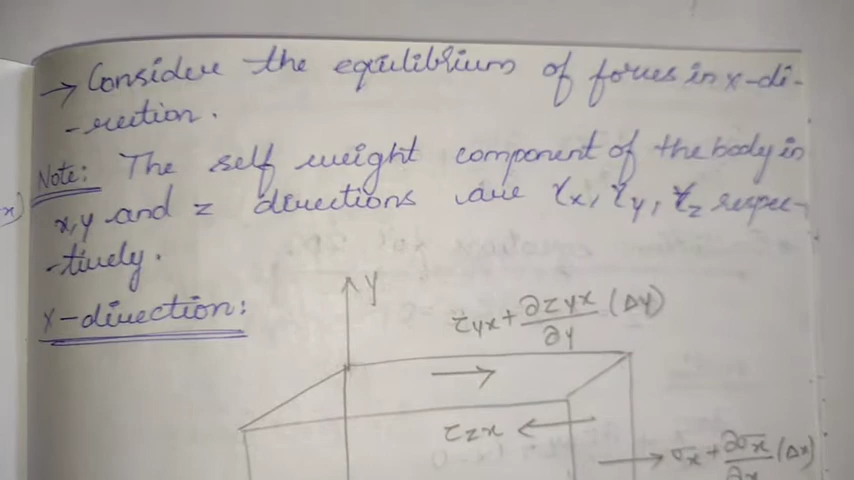 → Consider the equilibrium of forces in x-di-
-rection.
Note: The self weight component of the body in
x, y and z directions are γx, γy, γz respec-
-tively.
x)
X-direction:
y
τyx + ∂τyx/∂y (Δy)
τzx
σx + ∂σx/∂x (Δx)